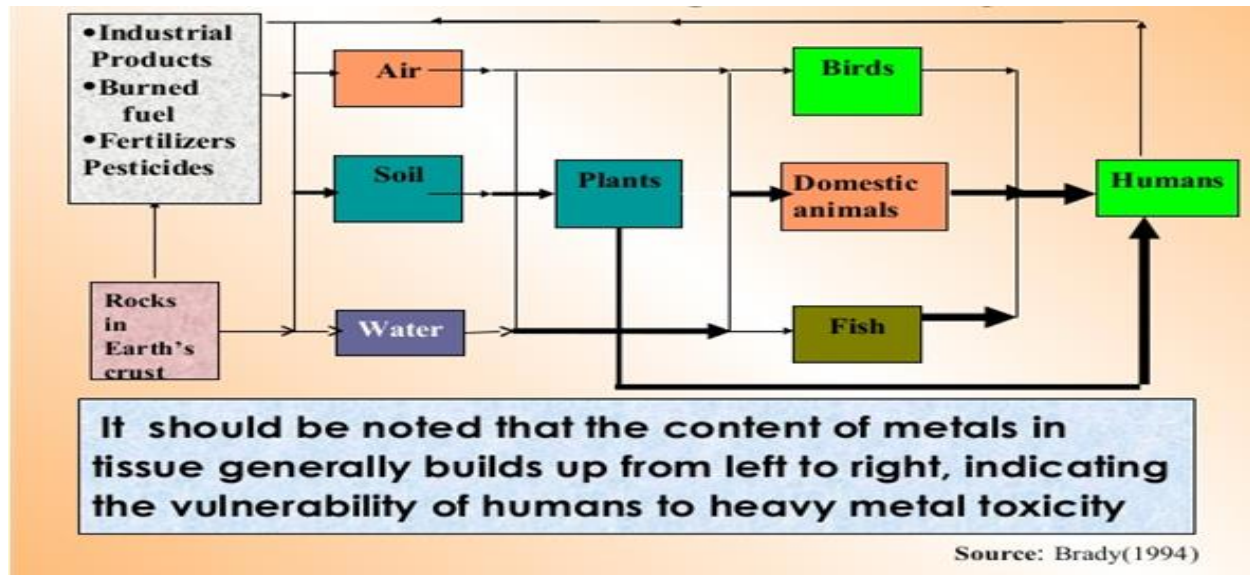 •Industrial
Products
•Burned
fuel
•Fertilizers
Pesticides
Air
Birds
Soil
Plants
Domestic
animals
Humans
Rocks
in
Earth's
crust
Water
Fish
It should be noted that the content of metals in
tissue generally builds up from left to right, indicating
the vulnerability of humans to heavy metal toxicity
Source: Brady(1994)